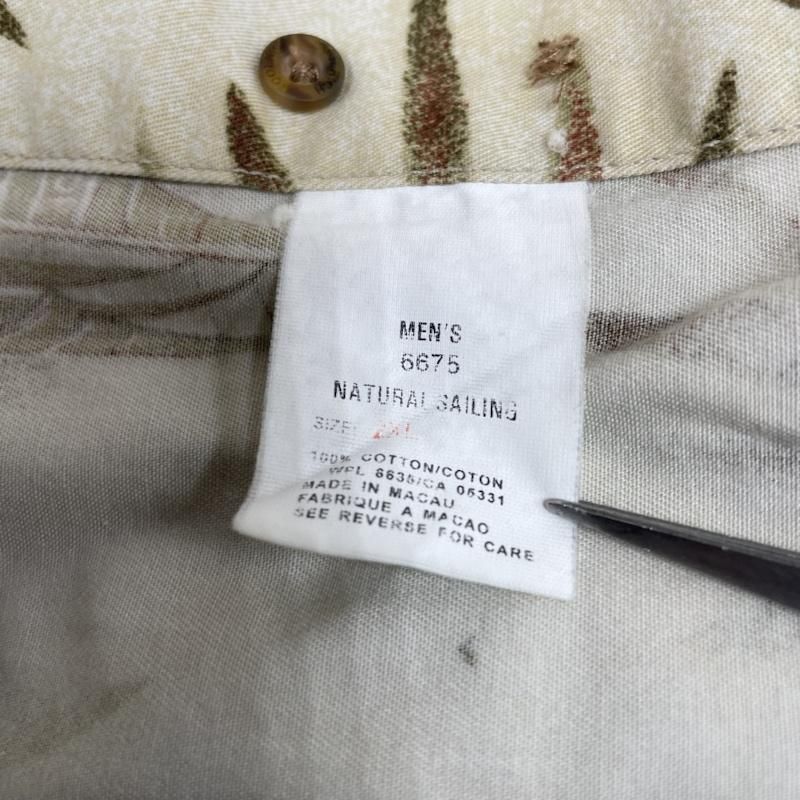 MEN'S
6675
NATURAL SAILING
SIZE: 2XL
100% COTTON/COTON
WPL 6635/CA 05331
MADE IN MACAU
FABRIQUE A MACAO
SEE REVERSE FOR CARE